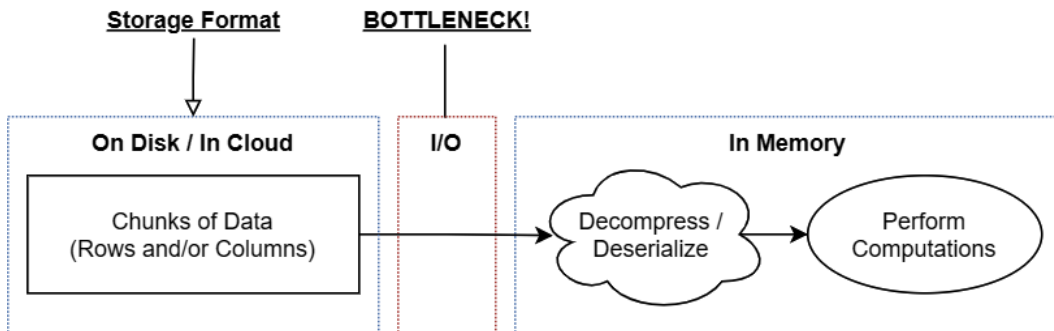 Storage Format
BOTTLENECK!
On Disk / In Cloud
I/O
In Memory
Chunks of Data
(Rows and/or Columns)
Decompress /
Deserialize
Perform
Computations